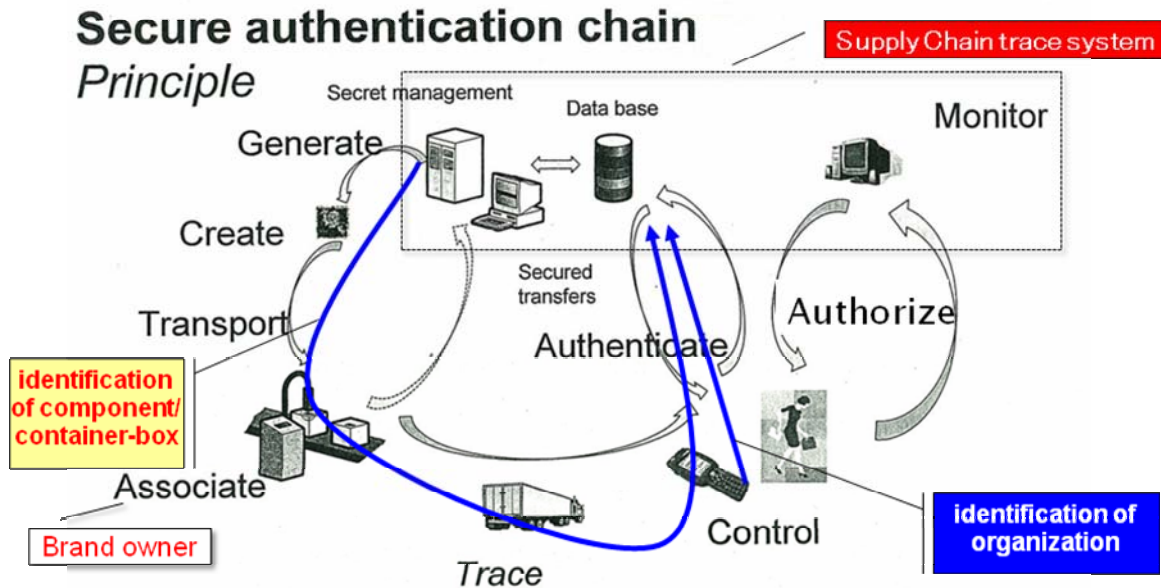 Secure authentication chain
Principle
Supply Chain trace system
Secret management
Data base
Monitor
Generate
Create
Secured
transfers
Transport
Authenticate
Authorize
identification
of component/
container-box
Associate
Brand owner
Control
identification of
organization
Trace